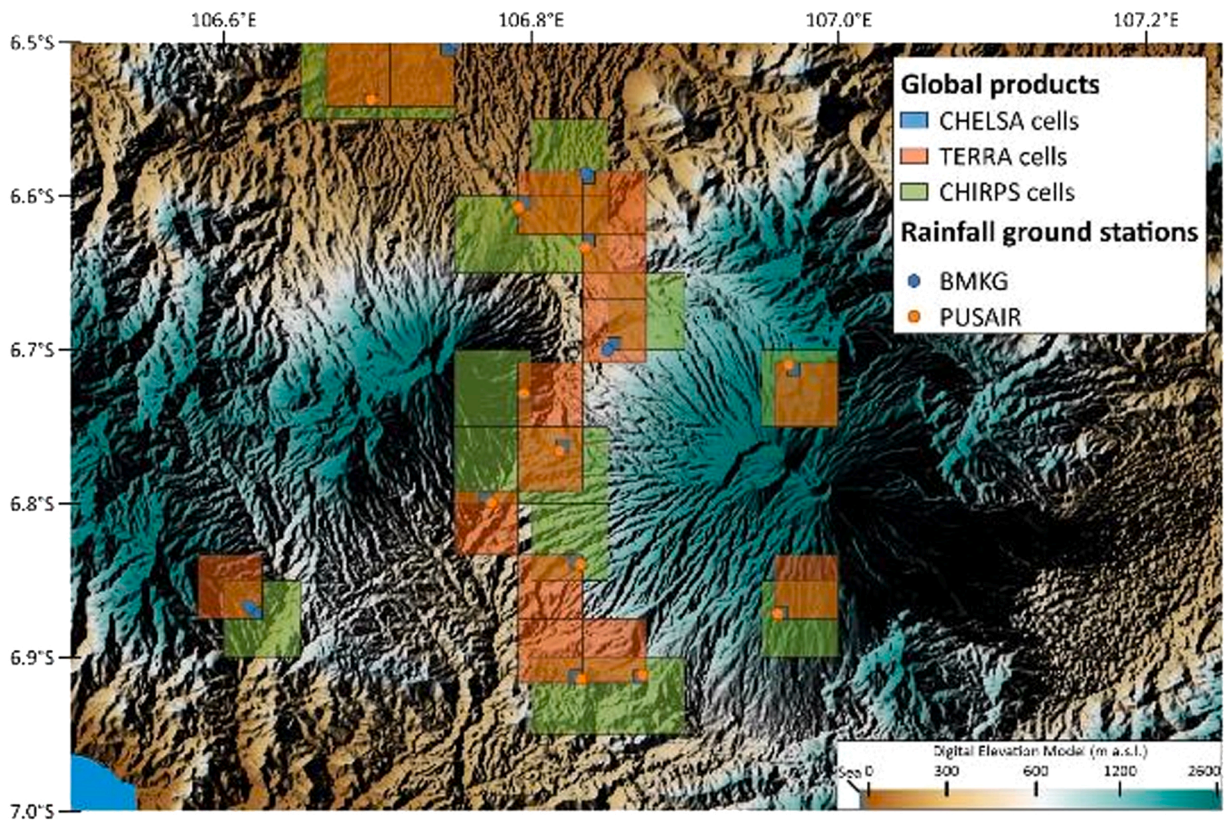 106.6°E 106.8°E 107.0°E 107.2°E
6.5°S
6.6°S
6.7°S
6.8°S
6.9°S
7.0°S
Global products
CHELSA cells
TERRA cells
CHIRPS cells
Rainfall ground stations
BMKG
PUSAIR
Digital Elevation Model (m a.s.l.)
Sea 0 300 600 1200 2600